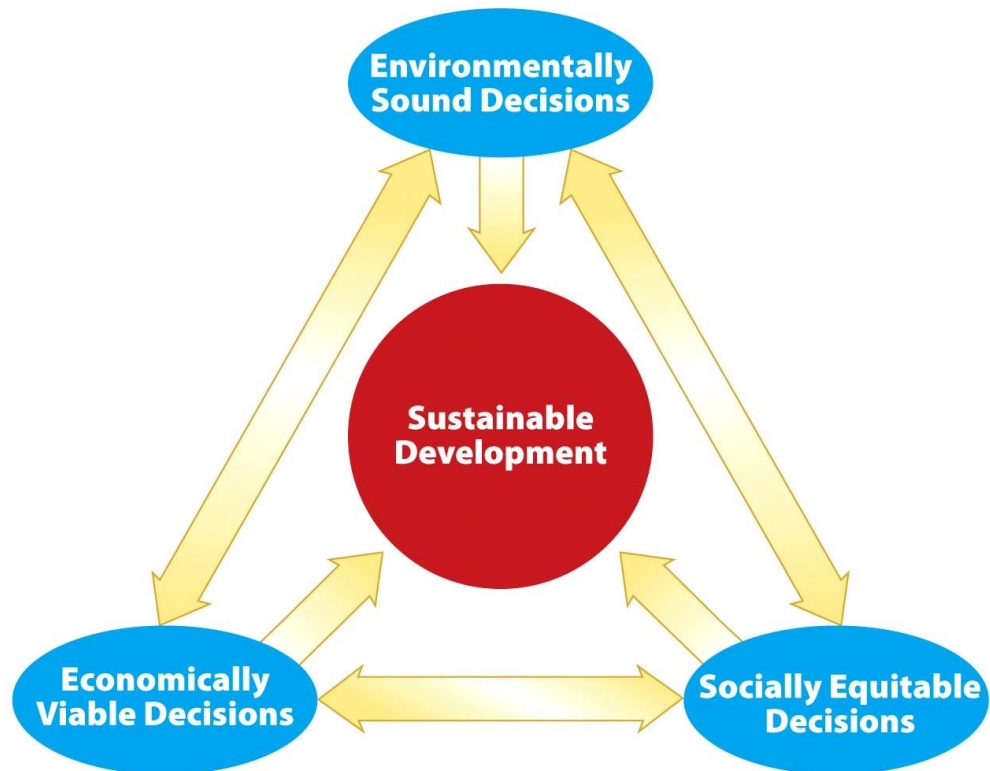 Environmentally
Sound Decisions
Sustainable
Development
Economically
Viable Decisions
Socially Equitable
Decisions